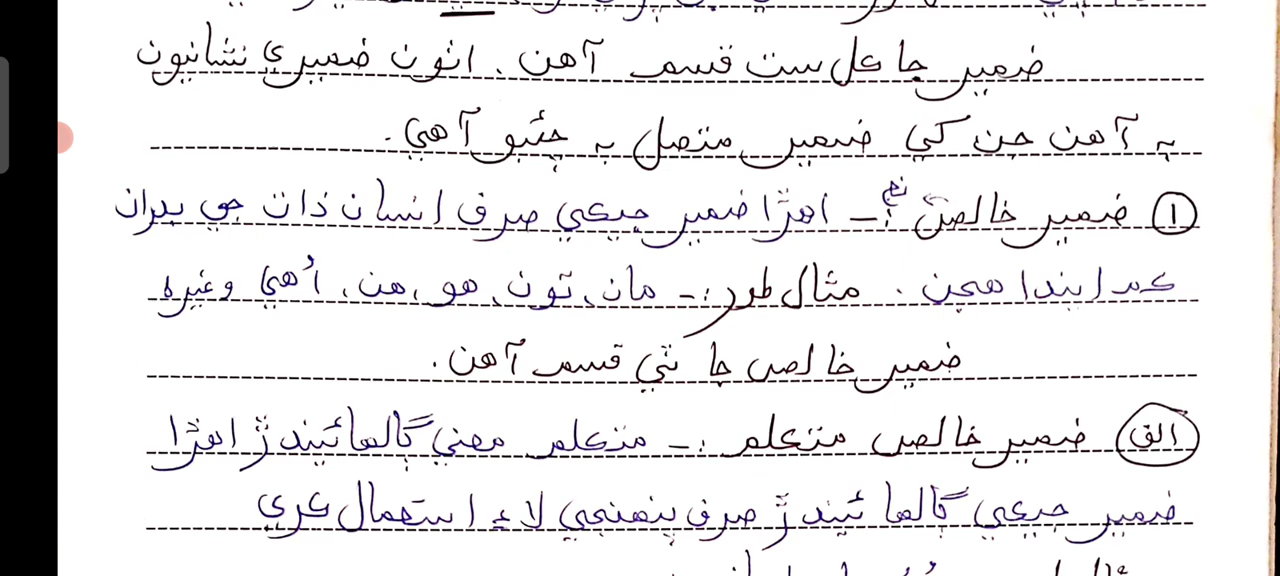 ضمير جا ڪل ست قسم آهن. انهن ضميري نشانيون
به آهن جن کي ضمير متصل به چئبو آهي.
① ضمير خالص :- اهڙا ضمير جيڪي صرف انسان ذات جي بدران
ڪم ايندا هجن. مثال طور :- مان، تون، هو، هن، اُهي وغيره
ضمير خالص جا ٽي قسم آهن.
الف ضمير خالص متڪلم :- متڪلم معني ڳالهائيندڙ اهڙا
ضمير جيڪي ڳالهائيندڙ صرف پنهنجي لاءِ استعمال ڪري